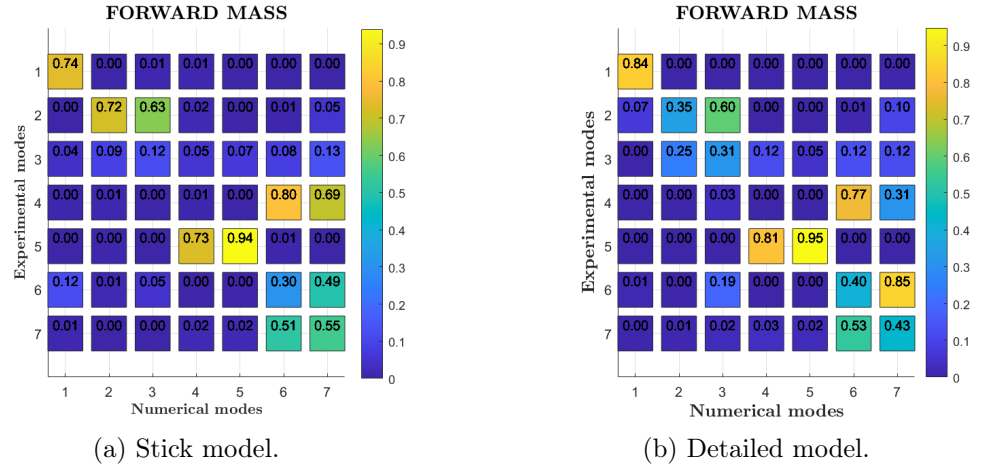 FORWARD MASS
1 0.74 0.00 0.01 0.01 0.00 0.00 0.00
2 0.00 0.72 0.63 0.02 0.00 0.01 0.05
3 0.04 0.09 0.12 0.05 0.07 0.08 0.13
4 0.00 0.01 0.00 0.01 0.00 0.80 0.69
5 0.00 0.00 0.00 0.73 0.94 0.01 0.00
6 0.12 0.01 0.05 0.00 0.00 0.30 0.49
7 0.01 0.00 0.00 0.02 0.02 0.51 0.55
1 2 3 4 5 6 7
Numerical modes
Experimental modes
0.9
0.8
0.7
0.6
0.5
0.4
0.3
0.2
0.1
0
(a) Stick model.
FORWARD MASS
1 0.84 0.00 0.00 0.00 0.00 0.00 0.00
2 0.07 0.35 0.60 0.00 0.00 0.01 0.10
3 0.00 0.25 0.31 0.12 0.05 0.12 0.12
4 0.00 0.00 0.03 0.00 0.00 0.77 0.31
5 0.00 0.00 0.00 0.81 0.95 0.00 0.00
6 0.01 0.00 0.19 0.00 0.00 0.40 0.85
7 0.00 0.01 0.02 0.03 0.02 0.53 0.43
1 2 3 4 5 6 7
Numerical modes
Experimental modes
0.9
0.8
0.7
0.6
0.5
0.4
0.3
0.2
0.1
0
(b) Detailed model.